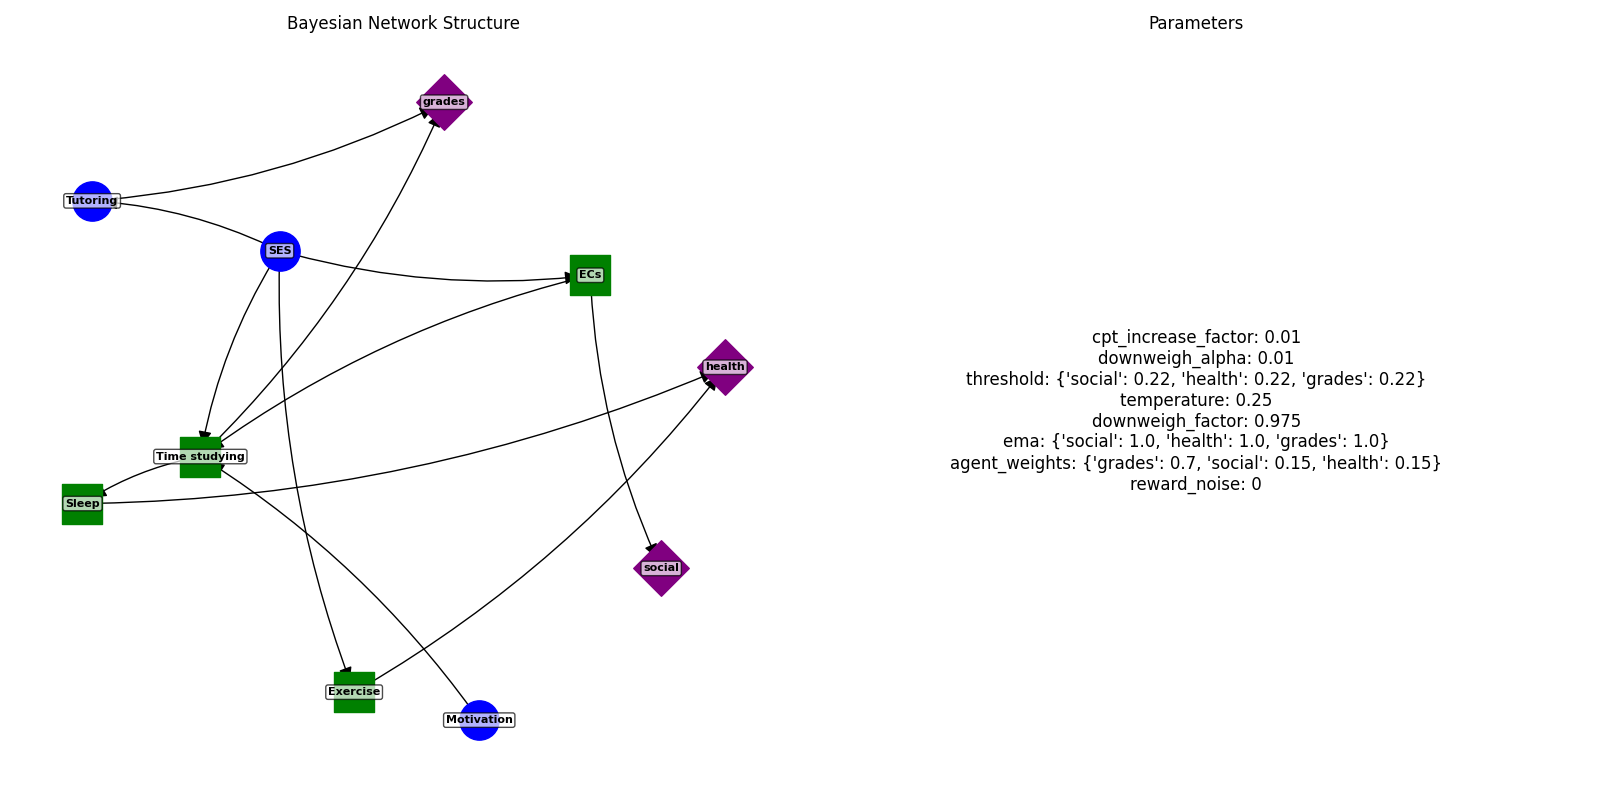 Bayesian Network Structure
Parameters
grades
Tutoring
SES
ECs
health
Time studying
Sleep
social
Exercise
Motivation
cpt_increase_factor: 0.01
downweigh_alpha: 0.01
threshold: {'social': 0.22, 'health': 0.22, 'grades': 0.22}
temperature: 0.25
downweigh_factor: 0.975
ema: {'social': 1.0, 'health': 1.0, 'grades': 1.0}
agent_weights: {'grades': 0.7, 'social': 0.15, 'health': 0.15}
reward_noise: 0